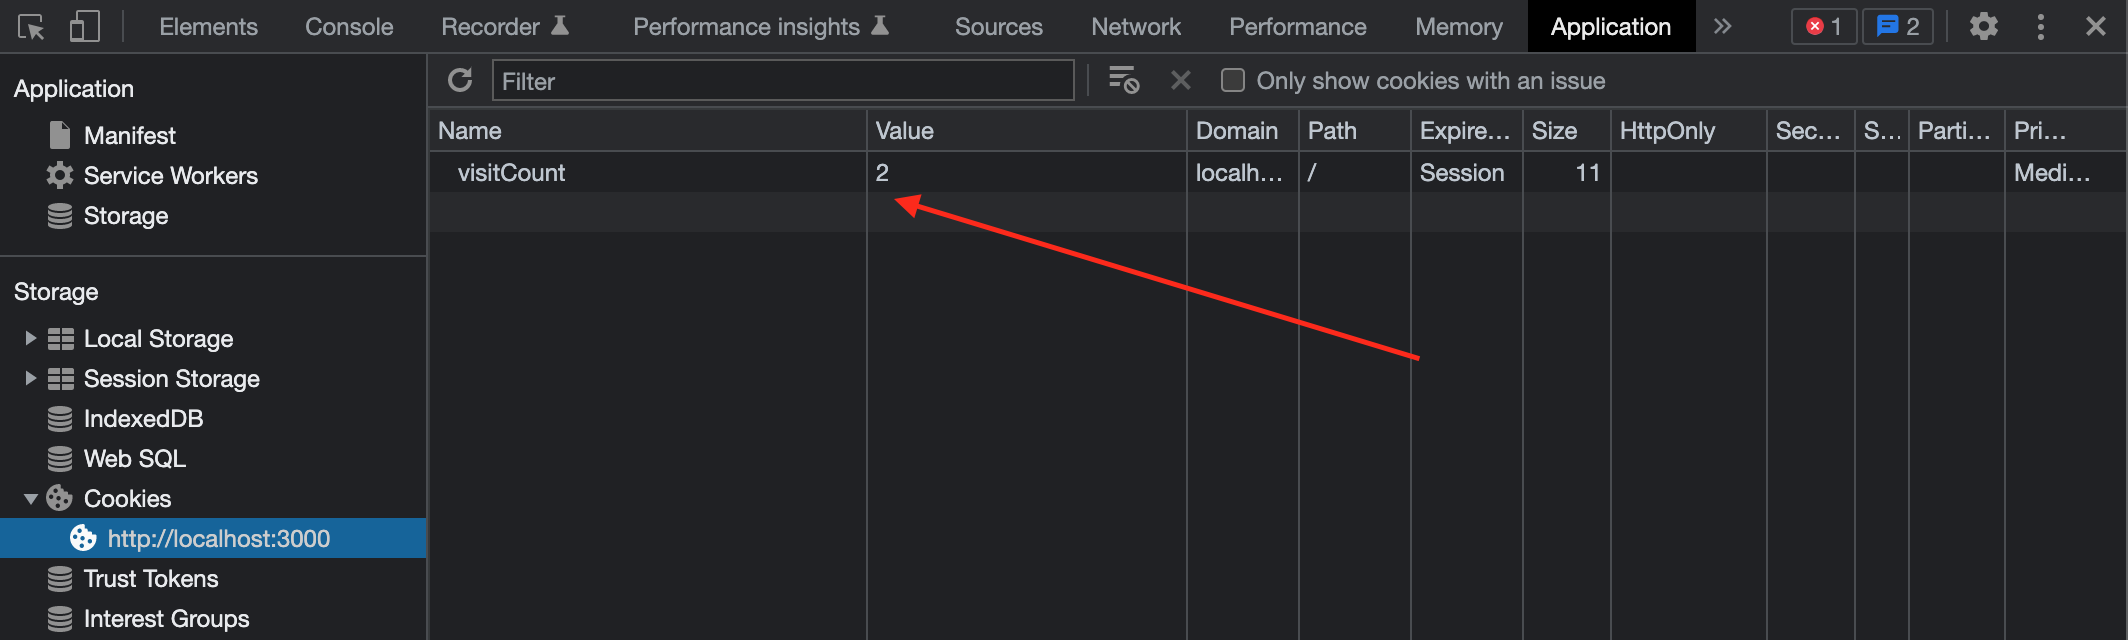 Elements Console Recorder Performance insights Sources Network Performance Memory Application 1 2
Application
Manifest
Service Workers
Storage
Storage
Local Storage
Session Storage
IndexedDB
Web SQL
Cookies
http://localhost:3000
Trust Tokens
Interest Groups
Filter Only show cookies with an issue
Name Value Domain Path Expire... Size HttpOnly Sec... S... Parti... Pri...
visitCount 2 localh... / Session 11 Medi...